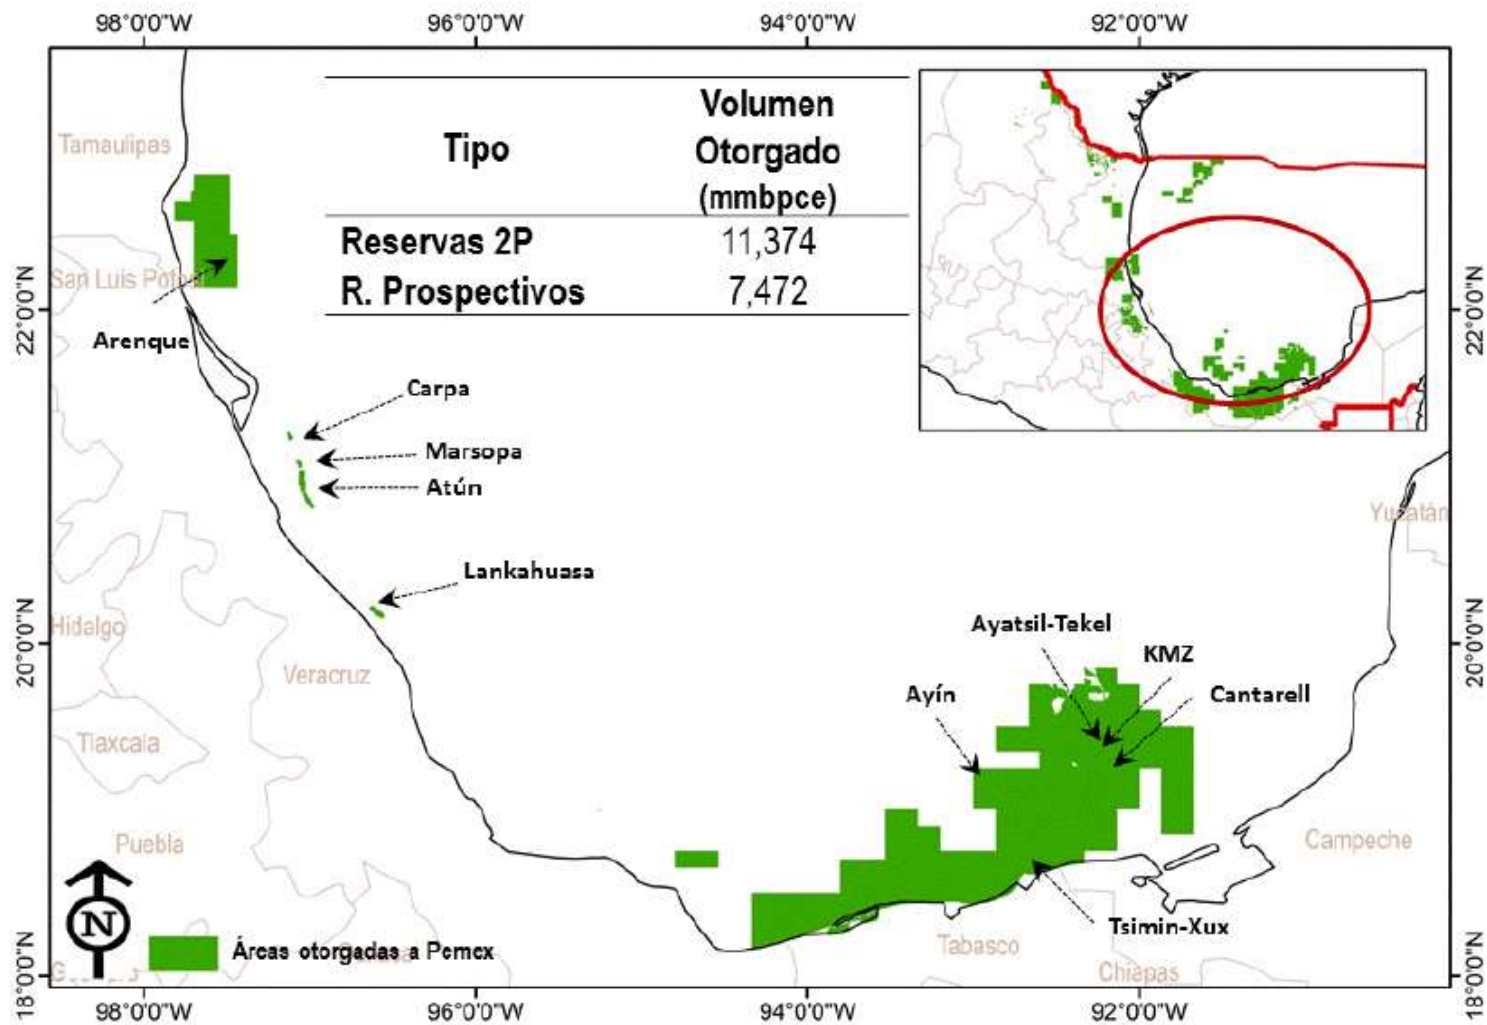 98°0'0"W 96°0'0"W 94°0'0"W 92°0'0"W
Tipo
Volumen
Otorgado
(mmbpce)
Reservas 2P 11,374
R. Prospectivos 7,472
Tamaulipas
San Luis Potosí
22°0'0"N
22°0'0"N
Arenque
Carpa
Marsopa
Atún
Yucatán
Lankahuasa
Hidalgo
20°0'0"N
20°0'0"N
Veracruz
Ayatsil-Tekel
KMZ
Ayín
Cantarell
Tlaxcala
Puebla
Campeche
N
Tsimin-Xux
Áreas otorgadas a Pemex
Tabasco
Chiapas
18°0'0"N
18°0'0"N
98°0'0"W 96°0'0"W 94°0'0"W 92°0'0"W